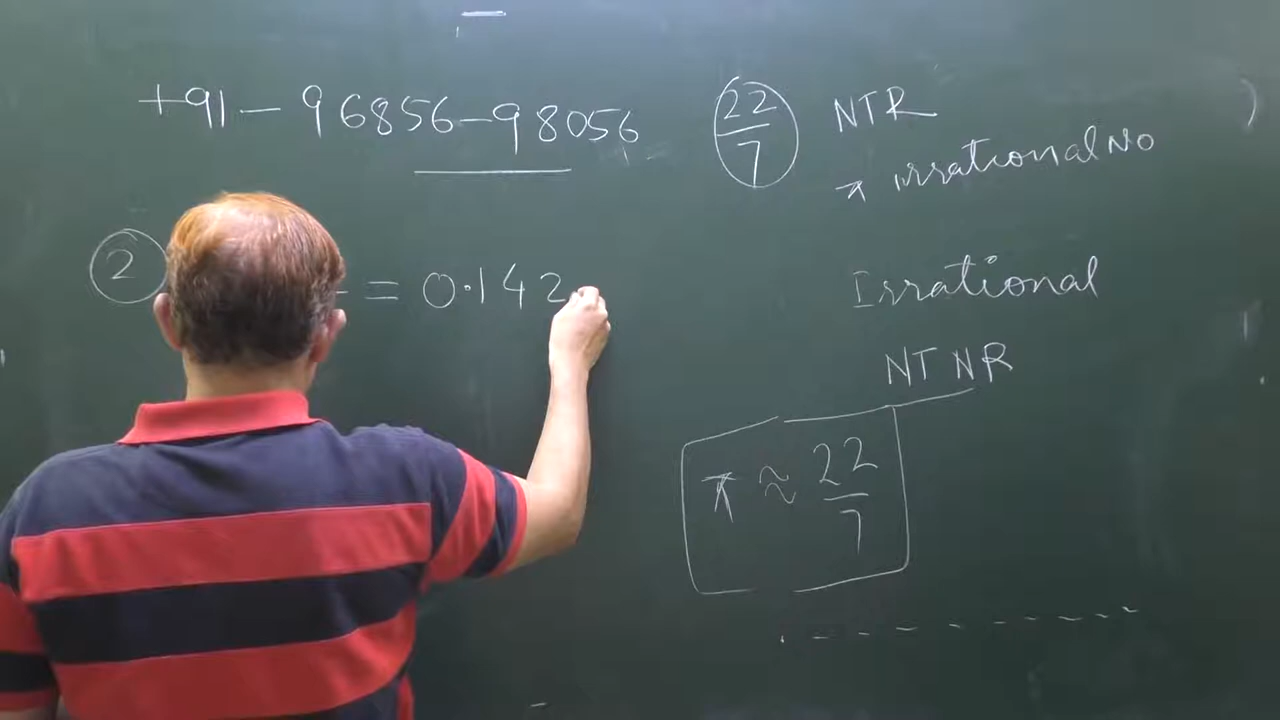 +91-96856-98056
2
= 0.142
22/7 NTR
π irrational No
Irrational
NTNR
π ≈ 22/7